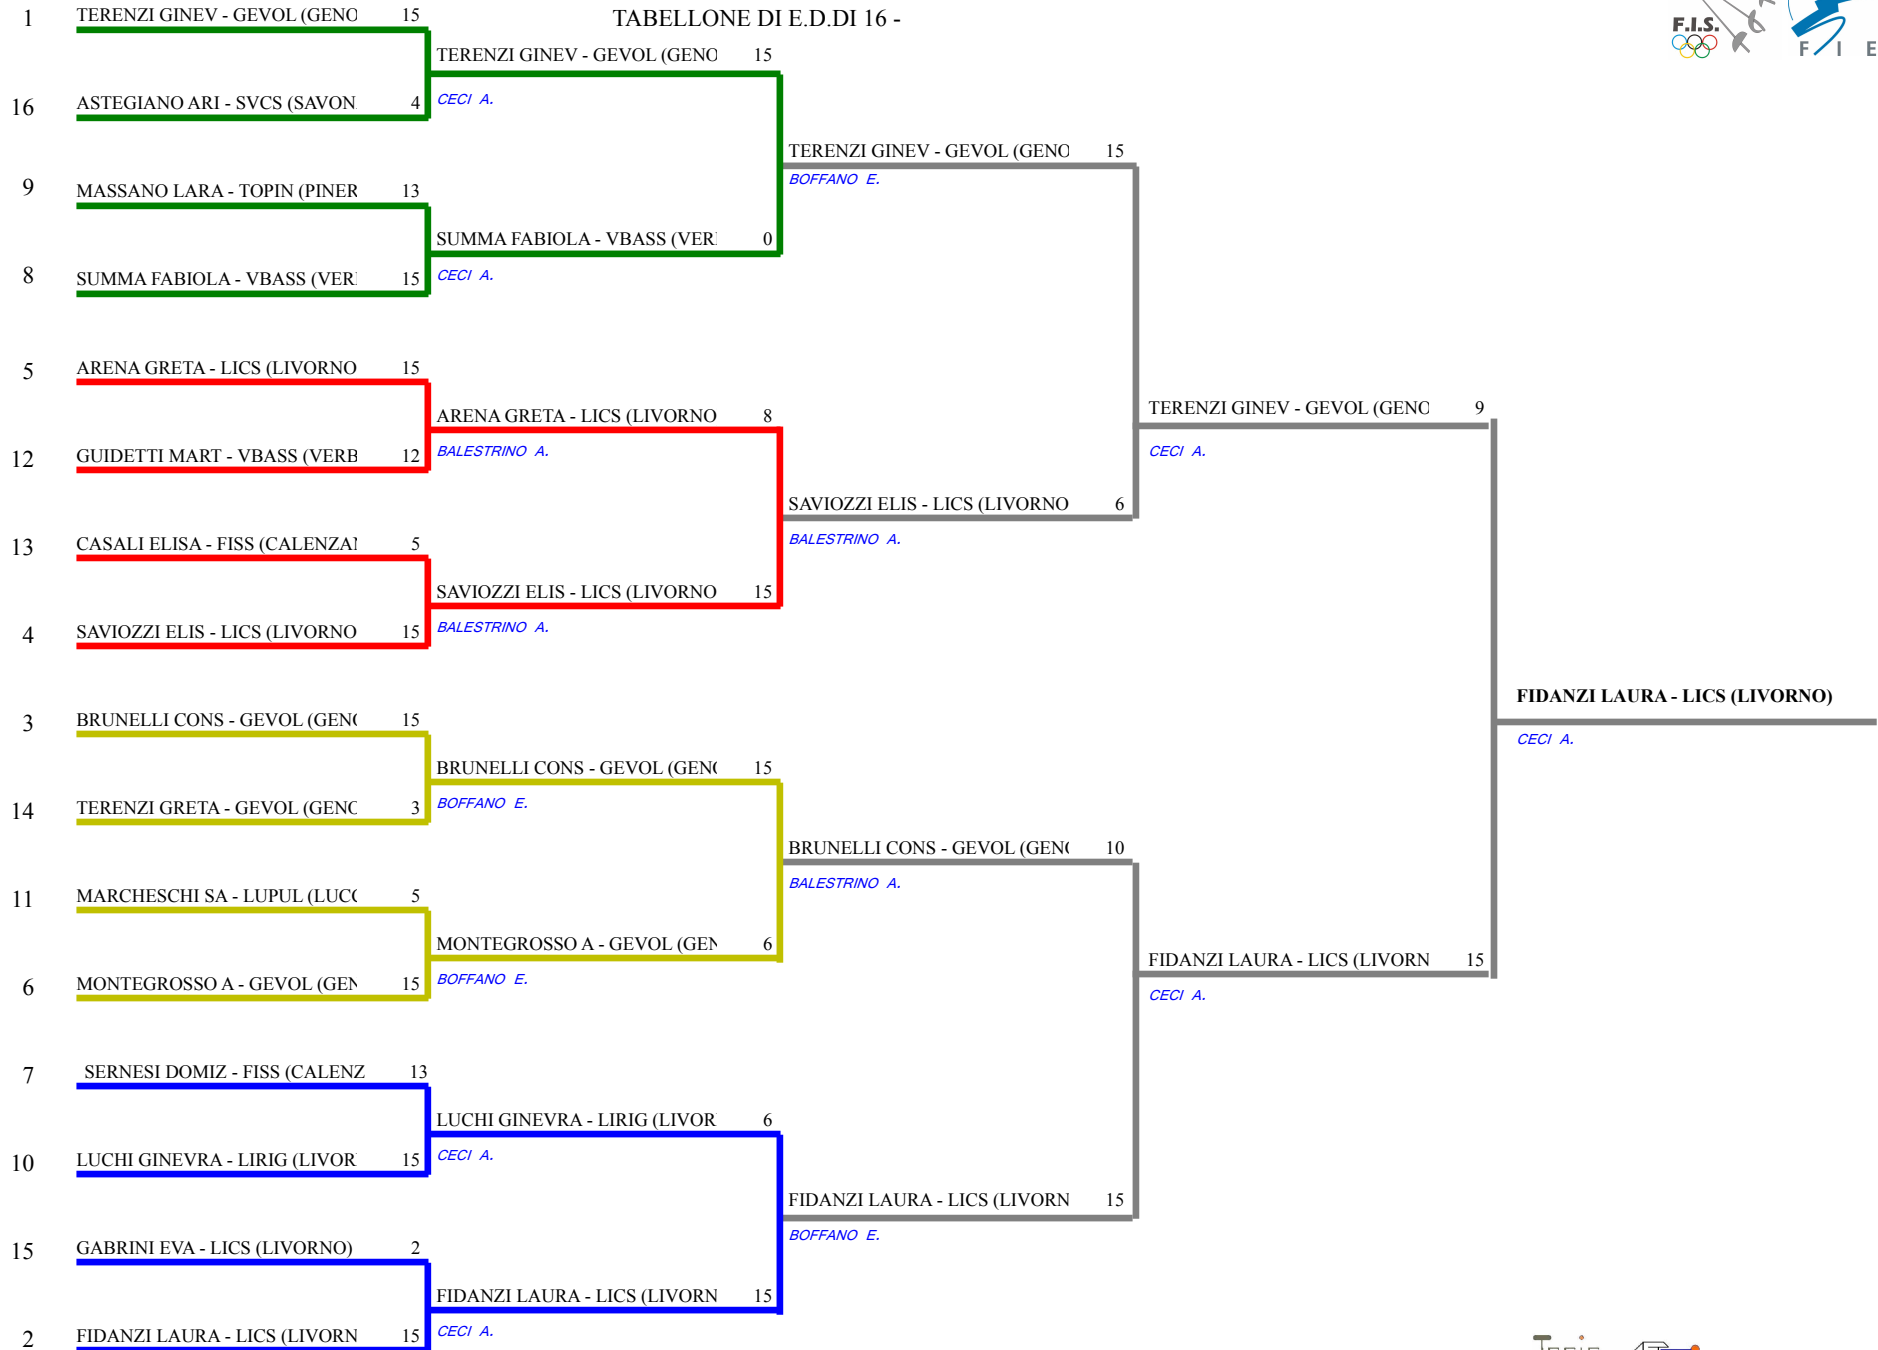 TABELLONE DI E.D.DI 16 -
F.I.S.
F I E
1 TERENZI GINEV - GEVOL (GENO 15
TERENZI GINEV - GEVOL (GENO 15
16 ASTEGIANO ARI - SVCS (SAVON 4
CECI A.
TERENZI GINEV - GEVOL (GENO 15
BOFFANO E.
9 MASSANO LARA - TOPIN (PINER 13
SUMMA FABIOLA - VBASS (VER 0
8 SUMMA FABIOLA - VBASS (VER 15
CECI A.
5 ARENA GRETA - LICS (LIVORNO 15
ARENA GRETA - LICS (LIVORNO 8
TERENZI GINEV - GEVOL (GENO 9
CECI A.
12 GUIDETTI MART - VBASS (VERB 12
BALESTRINO A.
SAVIOZZI ELIS - LICS (LIVORNO 6
BALESTRINO A.
13 CASALI ELISA - FISS (CALENZAN 5
SAVIOZZI ELIS - LICS (LIVORNO 15
4 SAVIOZZI ELIS - LICS (LIVORNO 15
BALESTRINO A.
FIDANZI LAURA - LICS (LIVORNO)
CECI A.
3 BRUNELLI CONS - GEVOL (GENO 15
BRUNELLI CONS - GEVOL (GENO 15
14 TERENZI GRETA - GEVOL (GENO 3
BOFFANO E.
BRUNELLI CONS - GEVOL (GENO 10
BALESTRINO A.
11 MARCHESCHI SA - LUPUL (LUCC 5
MONTEGROSSO A - GEVOL (GEN 6
FIDANZI LAURA - LICS (LIVORN 15
CECI A.
6 MONTEGROSSO A - GEVOL (GEN 15
BOFFANO E.
7 SERNESI DOMIZ - FISS (CALENZ 13
LUCHI GINEVRA - LIRIG (LIVOR 6
10 LUCHI GINEVRA - LIRIG (LIVOR 15
CECI A.
FIDANZI LAURA - LICS (LIVORN 15
BOFFANO E.
15 GABRINI EVA - LICS (LIVORNO) 2
FIDANZI LAURA - LICS (LIVORN 15
2 FIDANZI LAURA - LICS (LIVORN 15
CECI A.